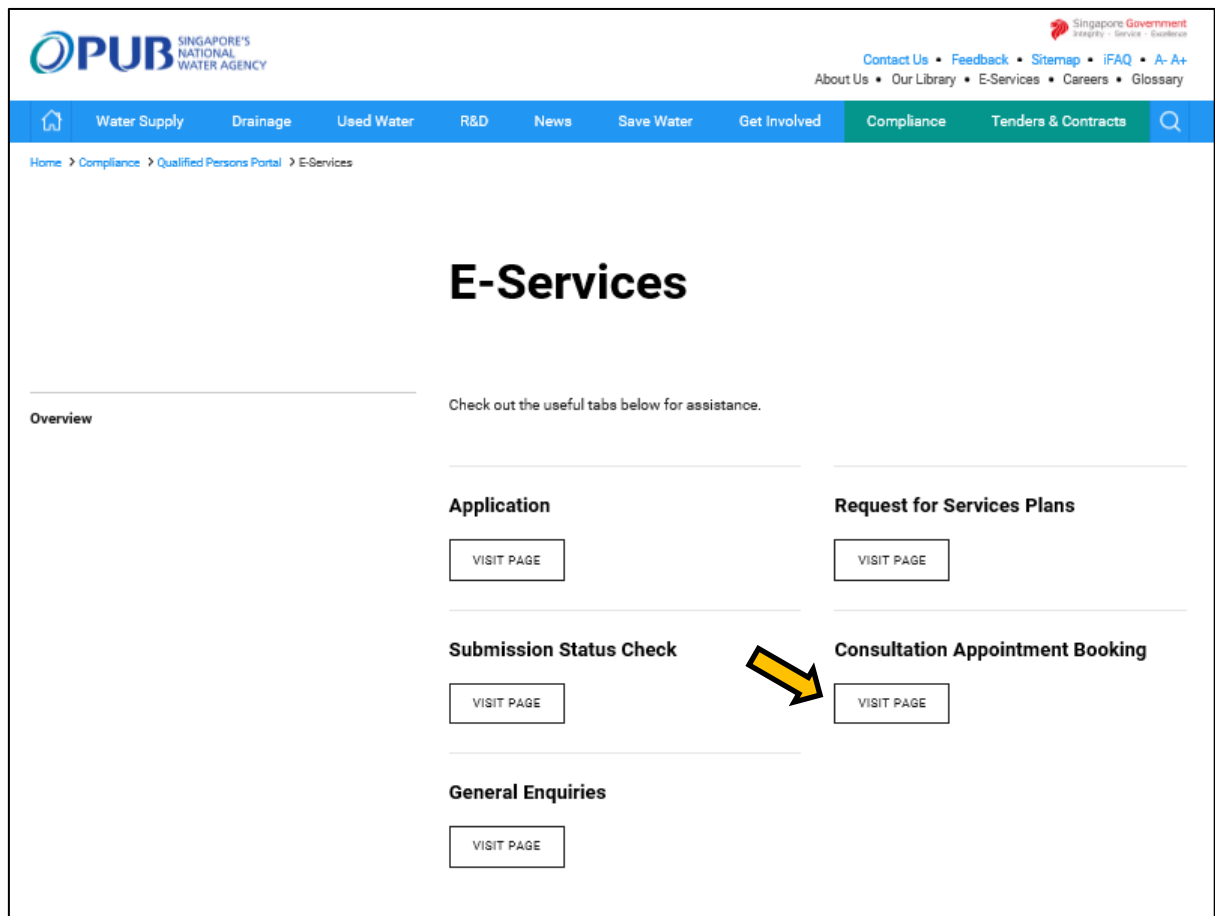 Singapore Government
Integrity · Service · Excellence
PUB SINGAPORE'S
NATIONAL
WATER AGENCY
Contact Us • Feedback • Sitemap • iFAQ • A- A+
About Us • Our Library • E-Services • Careers • Glossary
Water Supply Drainage Used Water R&D News Save Water Get Involved Compliance Tenders & Contracts
Home > Compliance > Qualified Persons Portal > E-Services
E-Services
Overview
Check out the useful tabs below for assistance.
Application
VISIT PAGE
Request for Services Plans
VISIT PAGE
Submission Status Check
VISIT PAGE
Consultation Appointment Booking
VISIT PAGE
General Enquiries
VISIT PAGE